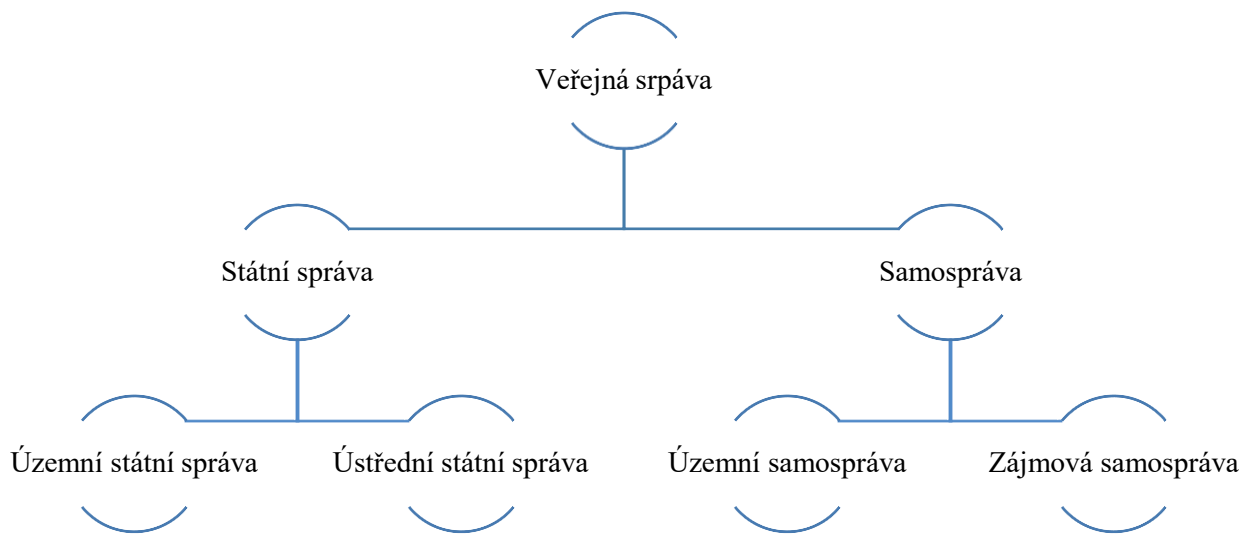 Veřejná srpáva
Státní správa
Samospráva
Územní státní správa
Ústřední státní správa
Územní samospráva
Zájmová samospráva